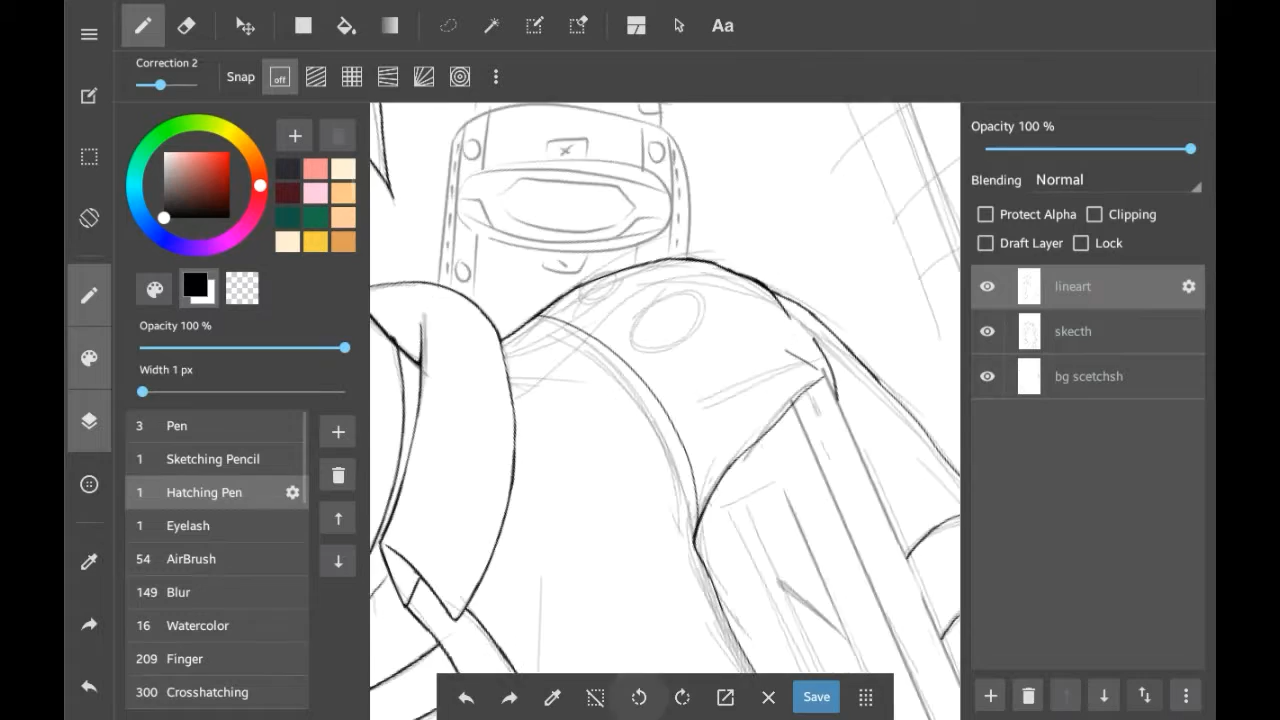 Aa
Correction 2
Snap
off
Opacity 100 %
Width 1 px
3 Pen
1 Sketching Pencil
1 Hatching Pen
1 Eyelash
54 AirBrush
149 Blur
16 Watercolor
209 Finger
300 Crosshatching
Save
Opacity 100 %
Blending Normal
Protect Alpha Clipping
Draft Layer Lock
lineart
skecth
bg scetchsh